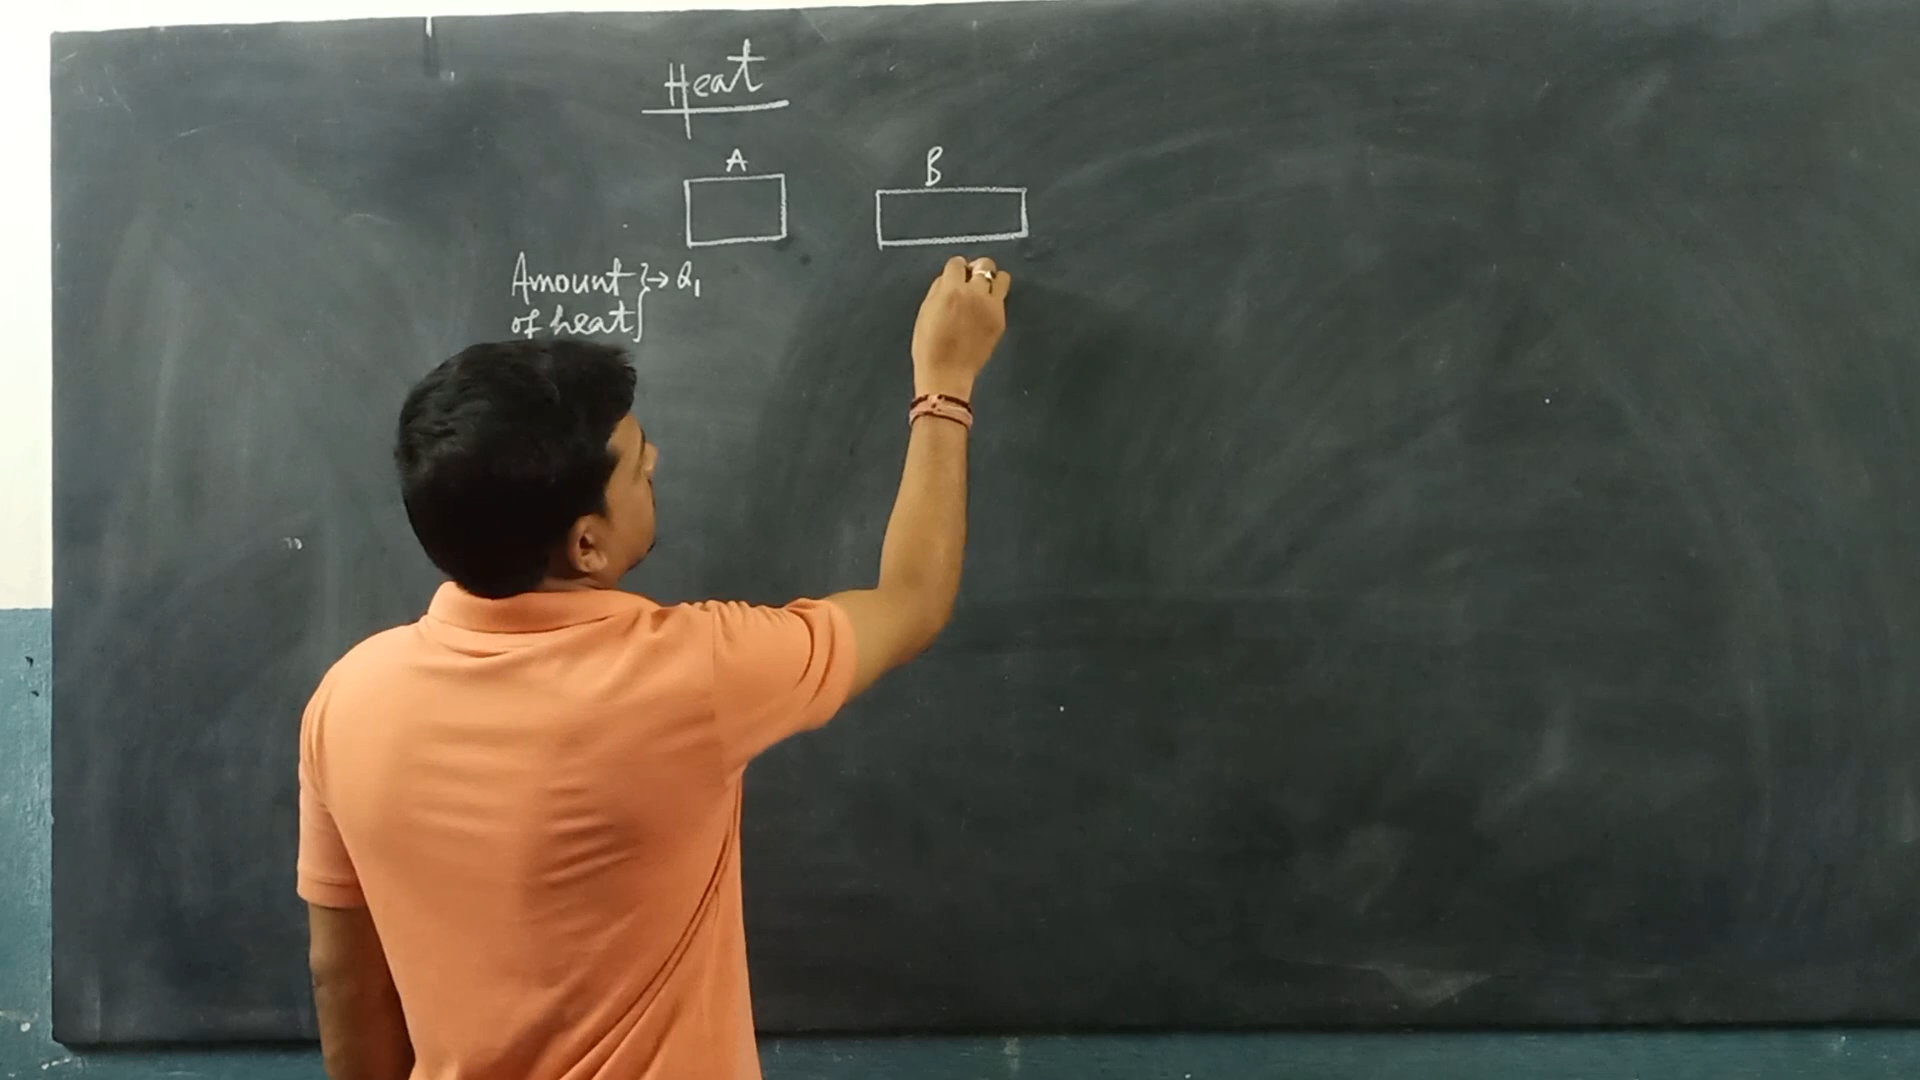 Heat
A B
Amount } → Q1
of heat